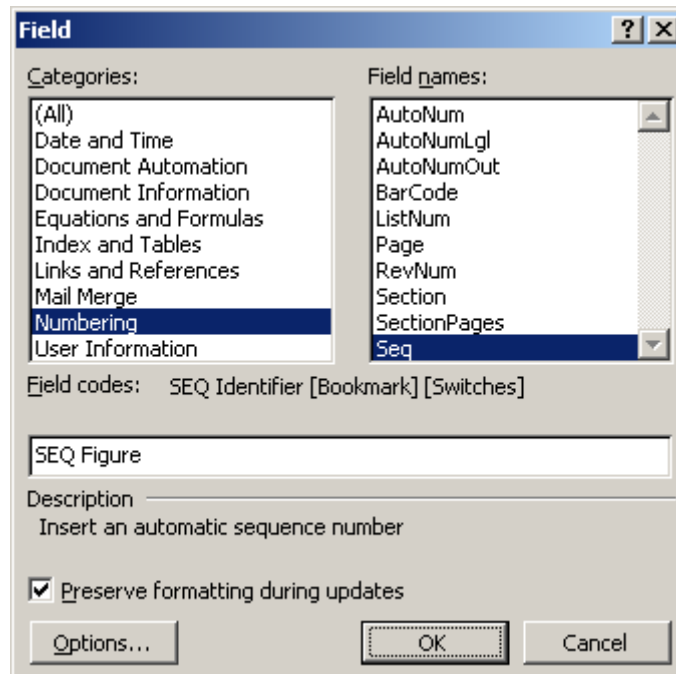 Field
Categories:
(All)
Date and Time
Document Automation
Document Information
Equations and Formulas
Index and Tables
Links and References
Mail Merge
Numbering
User Information
Field names:
AutoNum
AutoNumLgl
AutoNumOut
BarCode
ListNum
Page
RevNum
Section
SectionPages
Seq
Field codes: SEQ Identifier [Bookmark] [Switches]
SEQ Figure
Description
Insert an automatic sequence number
Preserve formatting during updates
Options... OK Cancel